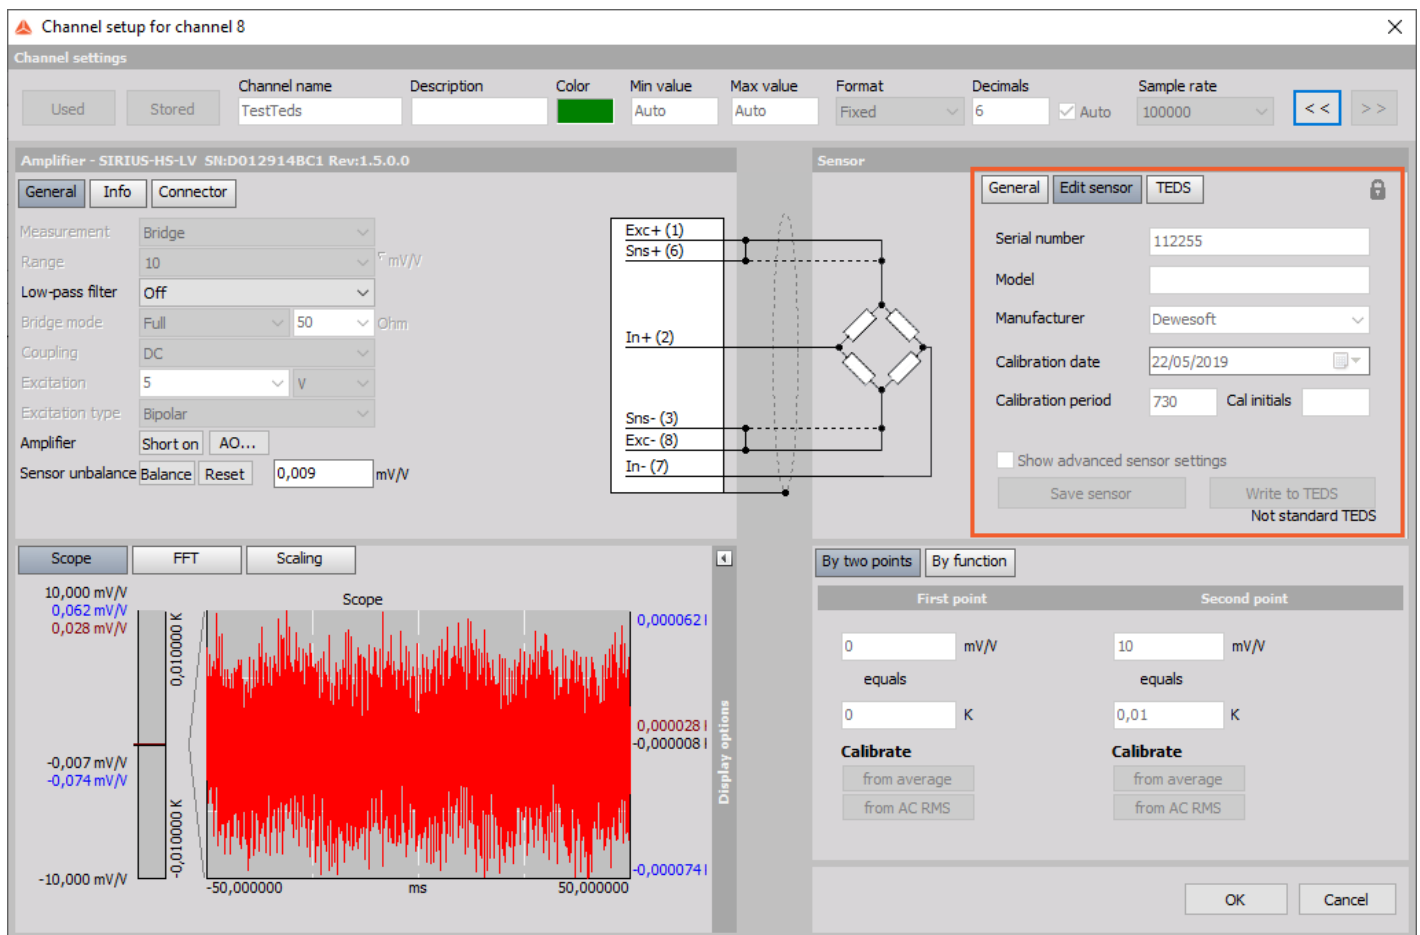 Channel setup for channel 8
Channel settings
Used
Stored
Channel name
TestTeds
Description
Color
Min value
Auto
Max value
Auto
Format
Fixed
Decimals
6
Auto
Sample rate
100000
< <
> >
Amplifier - SIRIUS-HS-LV SN:D012914BC1 Rev:1.5.0.0
General Info Connector
Measurement Bridge
Range 10 mV/V
Low-pass filter Off
Bridge mode Full 50 Ohm
Coupling DC
Excitation 5 V
Excitation type Bipolar
Amplifier Short on AO...
Sensor unbalance Balance Reset 0,009 mV/V
Exc+ (1)
Sns+ (6)
In+ (2)
Sns- (3)
Exc- (8)
In- (7)
Sensor
General Edit sensor TEDS
Serial number 112255
Model
Manufacturer Dewesoft
Calibration date 22/05/2019
Calibration period 730 Cal initials
Show advanced sensor settings
Save sensor Write to TEDS
Not standard TEDS
Scope FFT Scaling
10,000 mV/V
0,062 mV/V
0,028 mV/V
-0,007 mV/V
-0,074 mV/V
-10,000 mV/V
0,010000 K
-0,010000 K
Scope
0,000062
0,000028
-0,000008
-0,000074
-50,000000 ms 50,000000
Display options
By two points By function
First point Second point
0 mV/V 10 mV/V
equals equals
0 K 0,01 K
Calibrate Calibrate
from average from average
from AC RMS from AC RMS
OK Cancel